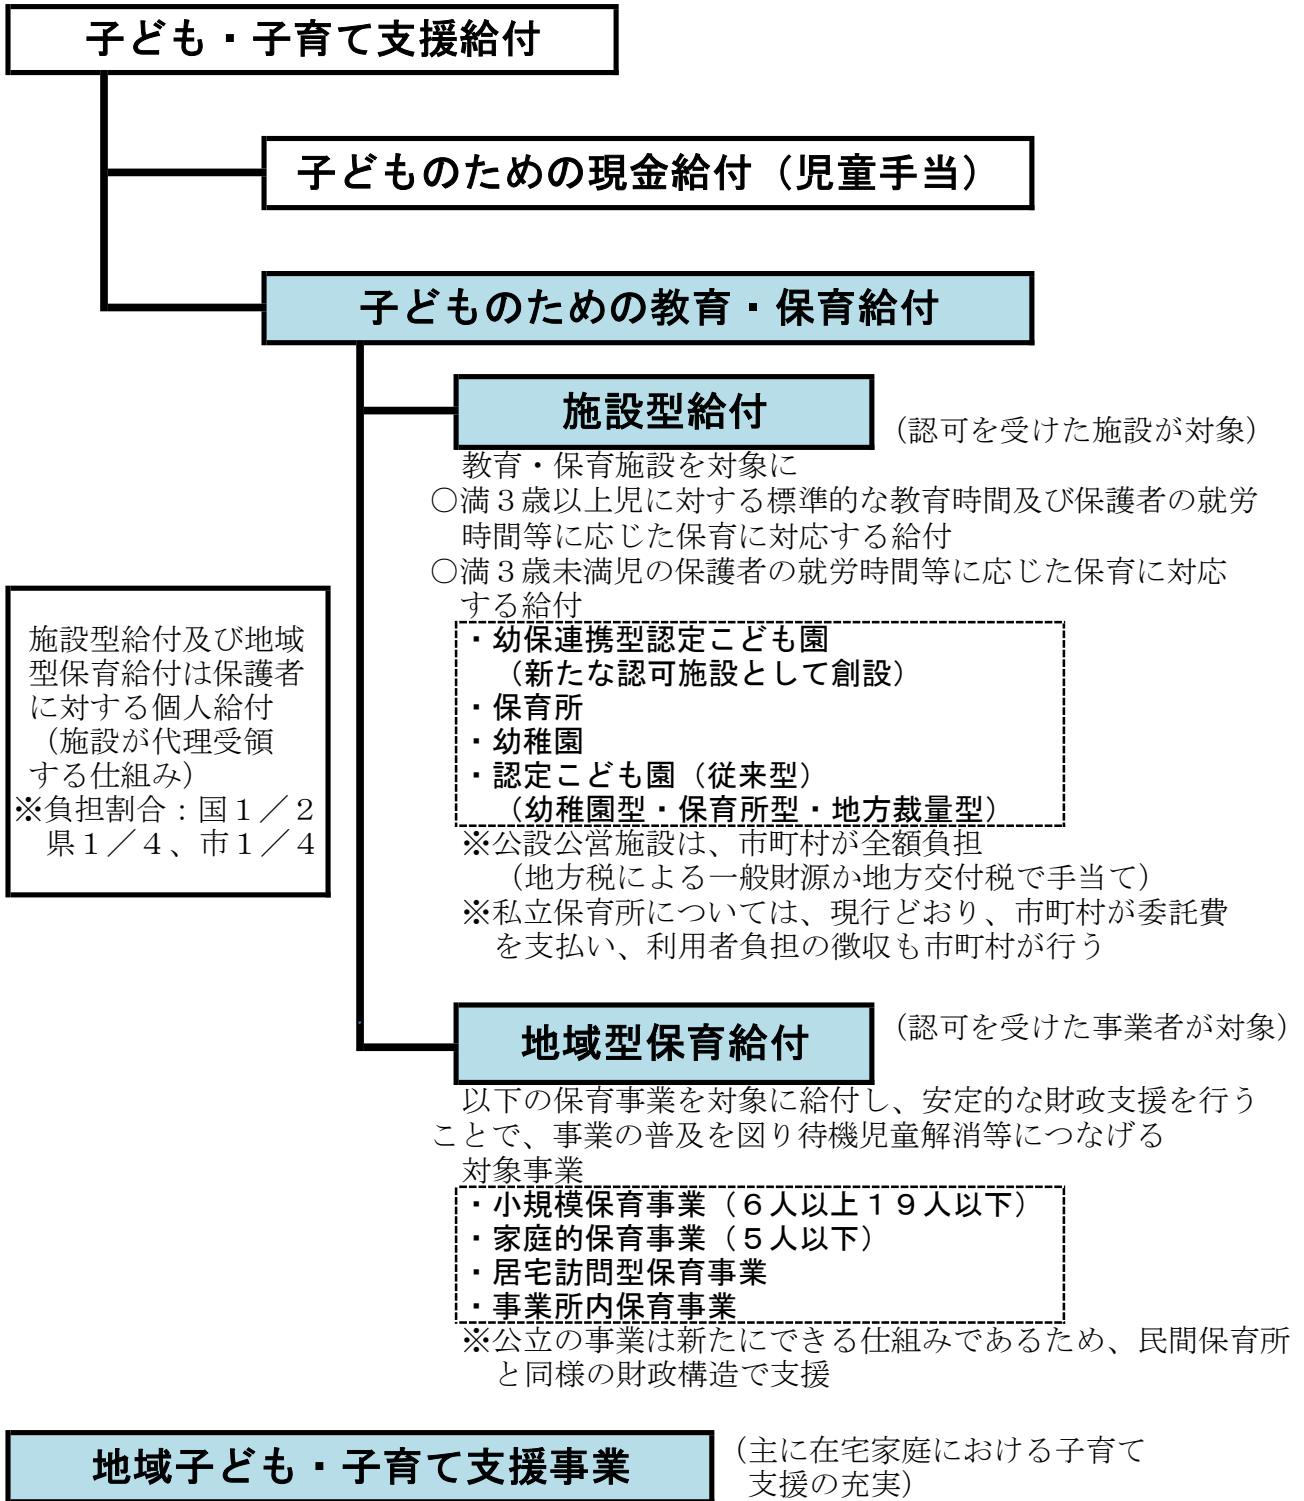 子ども・子育て支援給付
子どものための現金給付（児童手当）
子どものための教育・保育給付
施設型給付
（認可を受けた施設が対象）
教育・保育施設を対象に
○満３歳以上児に対する標準的な教育時間及び保護者の就労
時間等に応じた保育に対応する給付
○満３歳未満児の保護者の就労時間等に応じた保育に対応
する給付
・幼保連携型認定こども園
（新たな認可施設として創設）
・保育所
・幼稚園
・認定こども園（従来型）
（幼稚園型・保育所型・地方裁量型）
※公設公営施設は、市町村が全額負担
（地方税による一般財源か地方交付税で手当て）
※私立保育所については、現行どおり、市町村が委託費
を支払い、利用者負担の徴収も市町村が行う
施設型給付及び地域
型保育給付は保護者
に対する個人給付
（施設が代理受領
する仕組み）
※負担割合：国１／２
県１／４、市１／４
地域型保育給付
（認可を受けた事業者が対象）
以下の保育事業を対象に給付し、安定的な財政支援を行う
ことで、事業の普及を図り待機児童解消等につなげる
対象事業
・小規模保育事業（６人以上１９人以下）
・家庭的保育事業（５人以下）
・居宅訪問型保育事業
・事業所内保育事業
※公立の事業は新たにできる仕組みであるため、民間保育所
と同様の財政構造で支援
地域子ども・子育て支援事業
（主に在宅家庭における子育て
支援の充実）